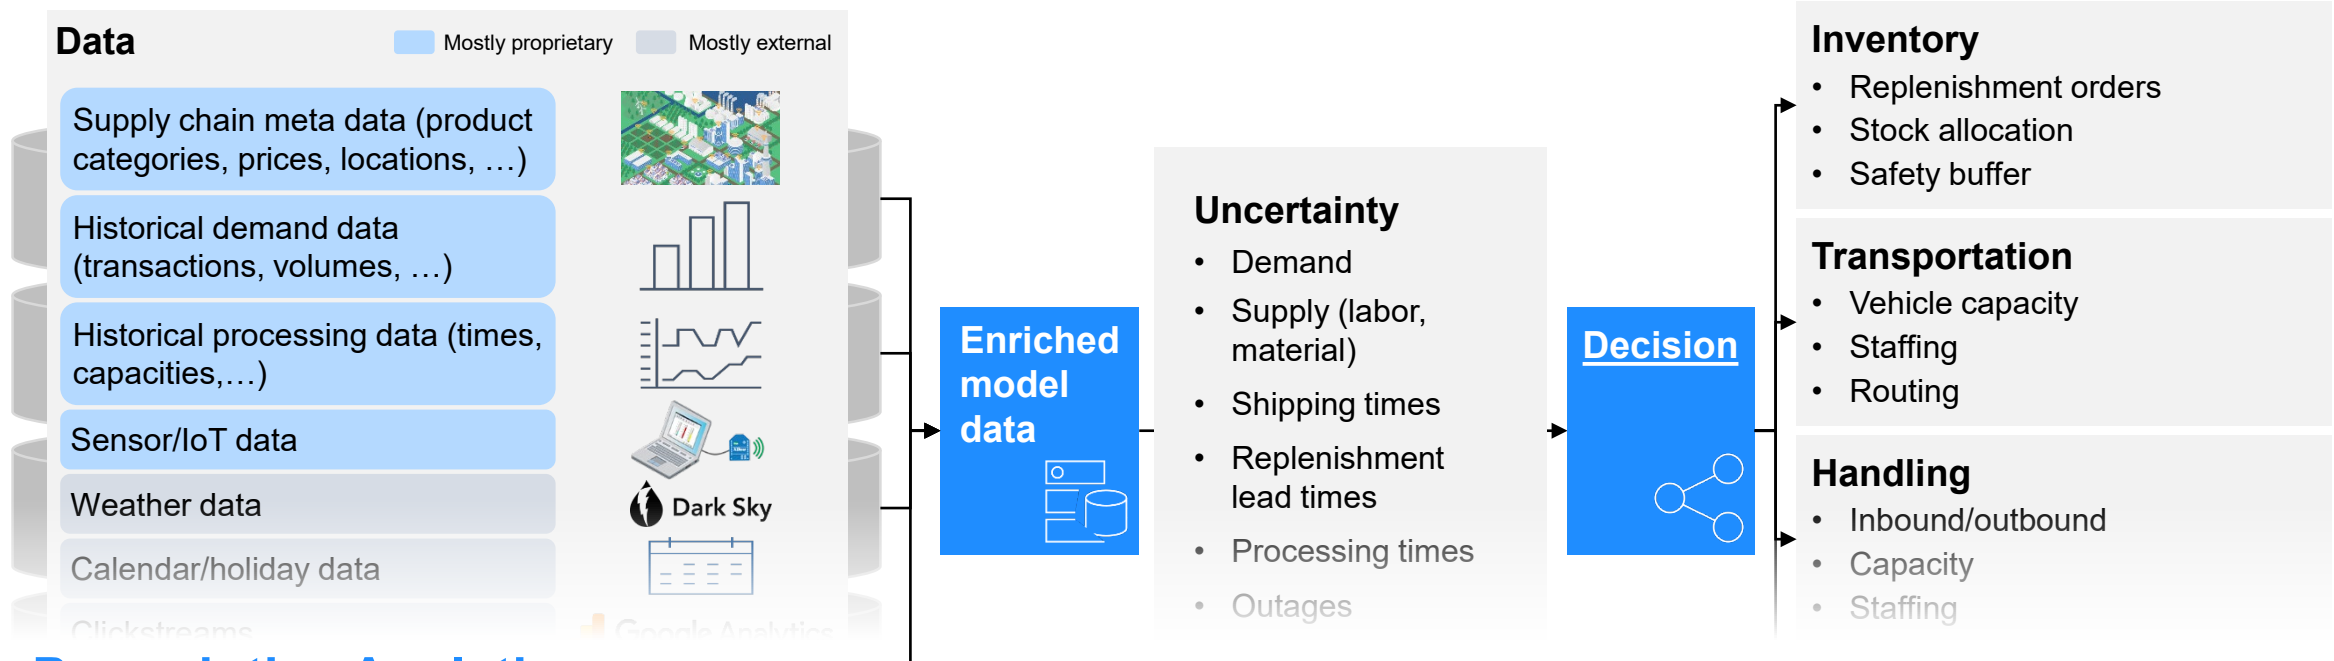 Data
Mostly proprietary
Mostly external
Supply chain meta data (product
categories, prices, locations, …)
Historical demand data
(transactions, volumes, …)
Historical processing data (times,
capacities,…)
Sensor/IoT data
Weather data
Dark Sky
Calendar/holiday data
Clickstreams
Google Analytics
Enriched
model
data
Uncertainty
• Demand
• Supply (labor,
material)
• Shipping times
• Replenishment
lead times
• Processing times
• Outages
Decision
Inventory
• Replenishment orders
• Stock allocation
• Safety buffer
Transportation
• Vehicle capacity
• Staffing
• Routing
Handling
• Inbound/outbound
• Capacity
• Staffing